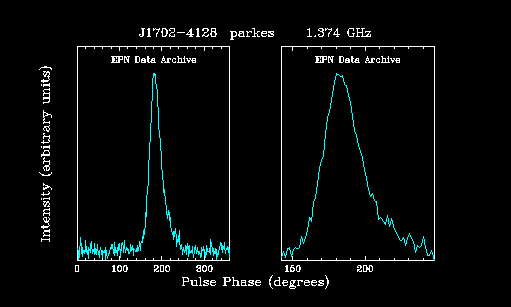 J1702-4128 parkes 1.374 GHz
EPN Data Archive EPN Data Archive
Intensity (arbitrary units)
0 100 200 300 160 200
Pulse Phase (degrees)